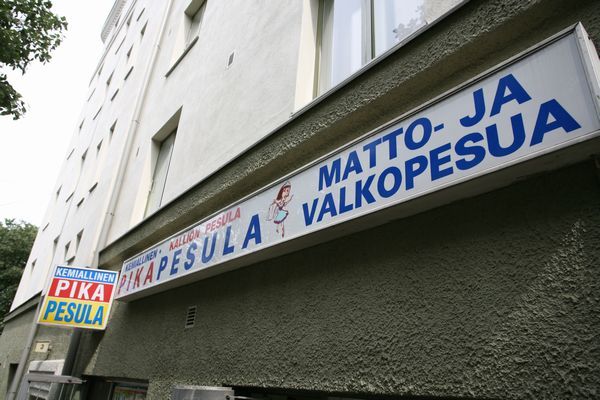 KEMIALLINEN
PIKA
PESULA
KEMIALLINEN KALLION PESULA
PIKAPESULA
MATTO- JA
VALKOPESUA